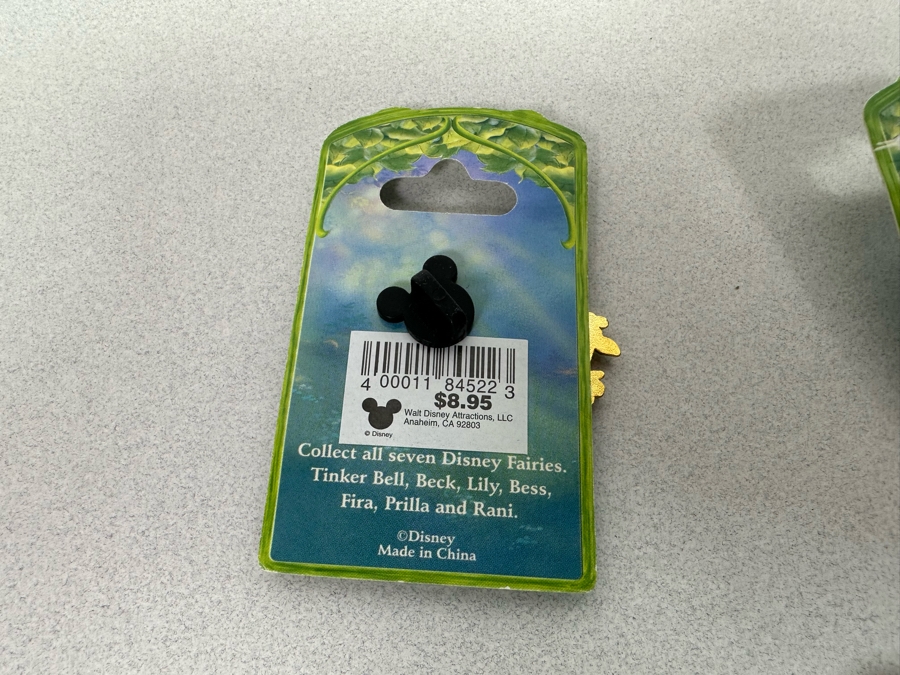 4 00011 84522 3
$8.95
Walt Disney Attractions, LLC
Anaheim, CA 92803
© Disney
Collect all seven Disney Fairies.
Tinker Bell, Beck, Lily, Bess,
Fira, Prilla and Rani.
©Disney
Made in China